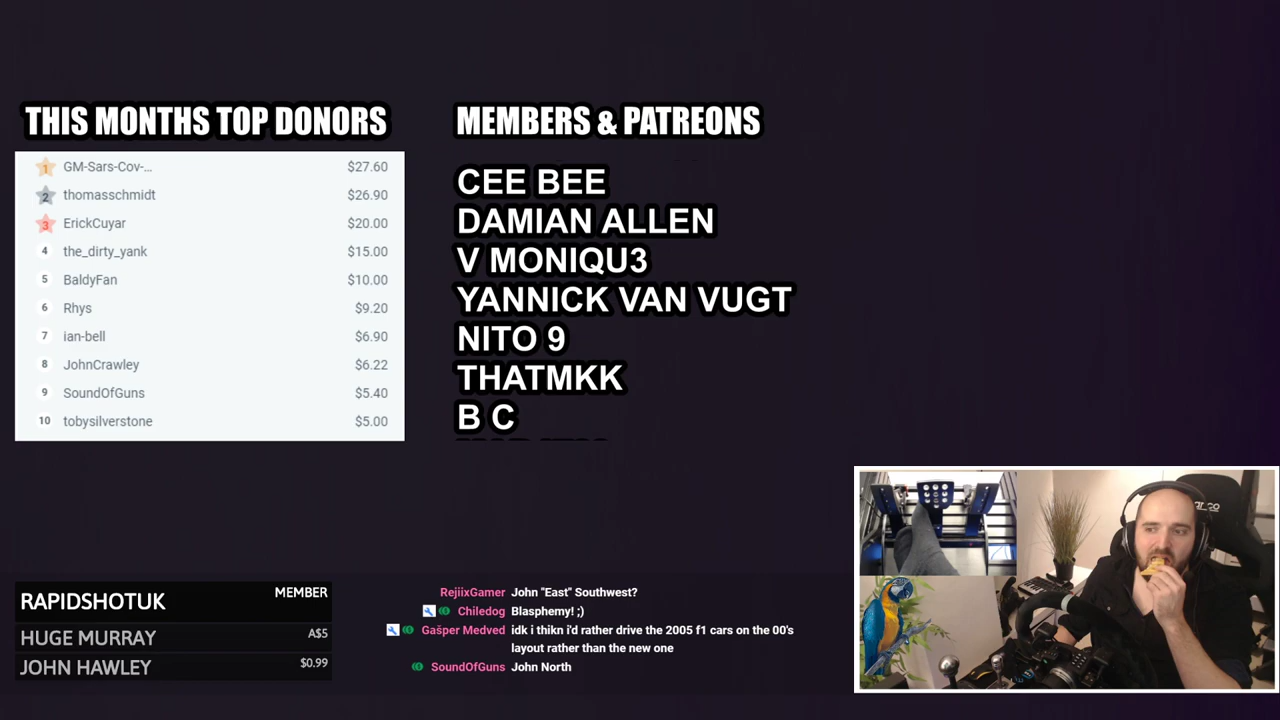 THIS MONTHS TOP DONORS
1 GM-Sars-Cov-... $27.60
2 thomasschmidt $26.90
3 ErickCuyar $20.00
4 the_dirty_yank $15.00
5 BaldyFan $10.00
6 Rhys $9.20
7 ian-bell $6.90
8 JohnCrawley $6.22
9 SoundOfGuns $5.40
10 tobysilverstone $5.00
MEMBERS & PATREONS
CEE BEE
DAMIAN ALLEN
V MONIQU3
YANNICK VAN VUGT
NITO 9
THATMKK
B C
RAPIDSHOTUK MEMBER
HUGE MURRAY A$5
JOHN HAWLEY $0.99
RejiixGamer John "East" Southwest?
Chiledog Blasphemy! ;)
Gašper Medved idk i thikn i'd rather drive the 2005 f1 cars on the 00's
layout rather than the new one
SoundOfGuns John North